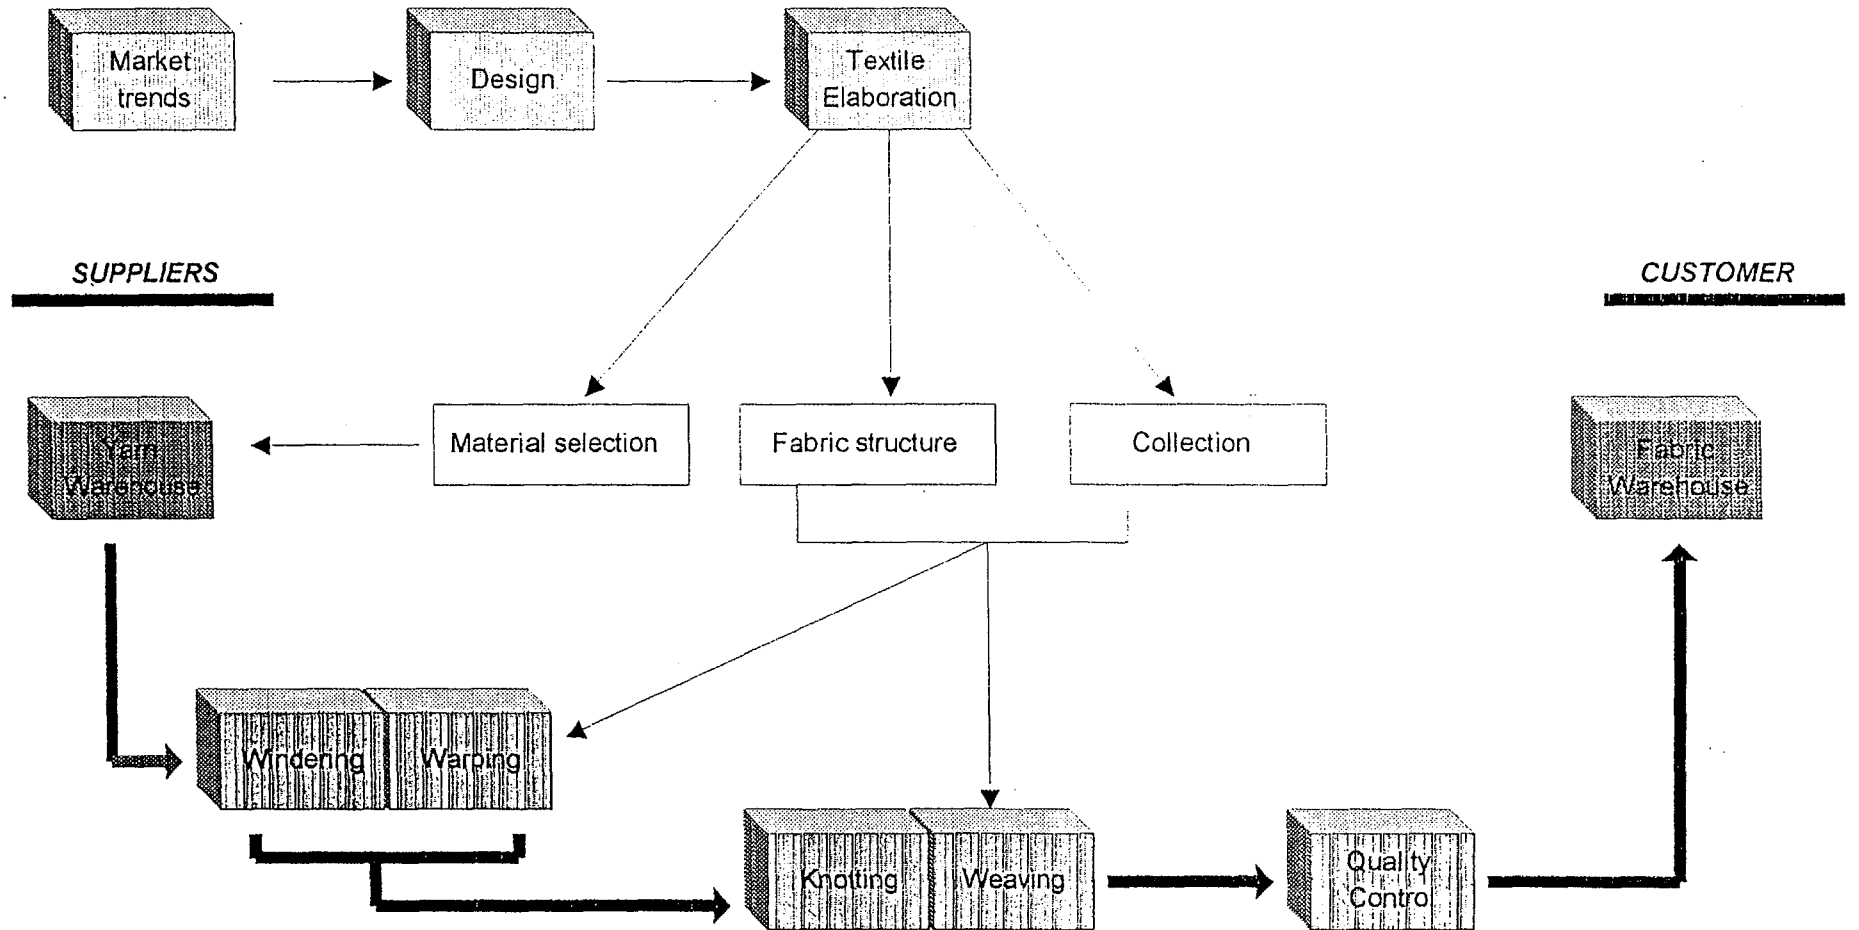 Market
trends
Design
Textile
Elaboration
SUPPLIERS
CUSTOMER
Yarn
Warehouse
Material selection
Fabric structure
Collection
Fabric
Warehouse
Windering
Warping
Knotting
Weaving
Quality
Control